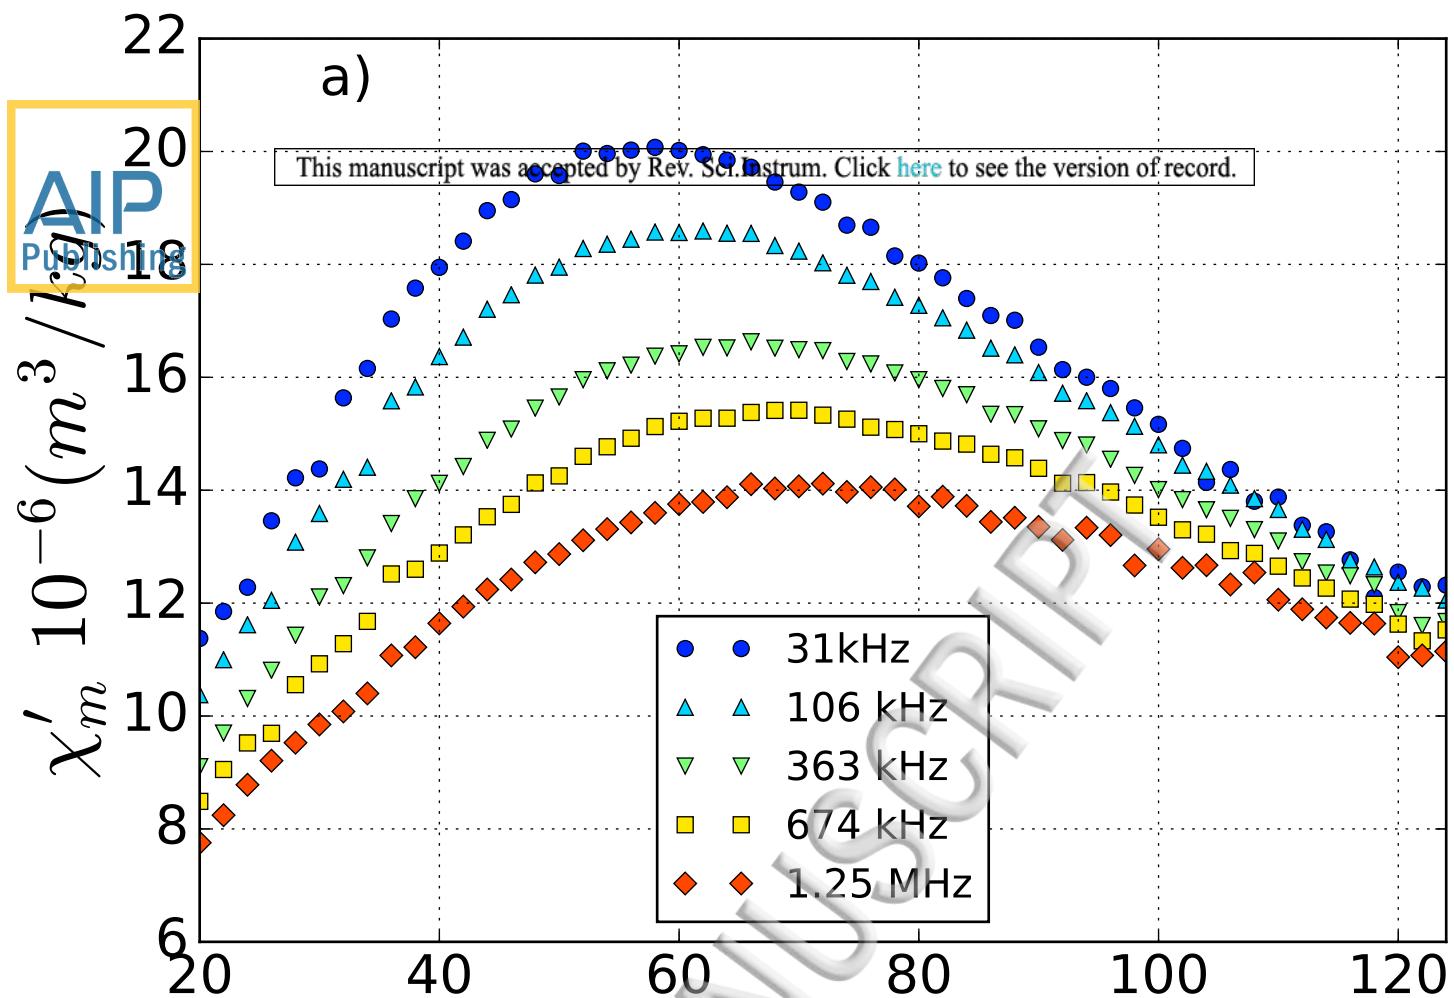 22
a)
20
This manuscript was accepted by Rev. Sci. Instrum. Click here to see the version of record.
AIP
Publishing
18
16
14
12
10
8
6
χ′m 10−6 (m3/kg)
31kHz
106 kHz
363 kHz
674 kHz
1.25 MHz
20 40 60 80 100 120
NUSCRIPT